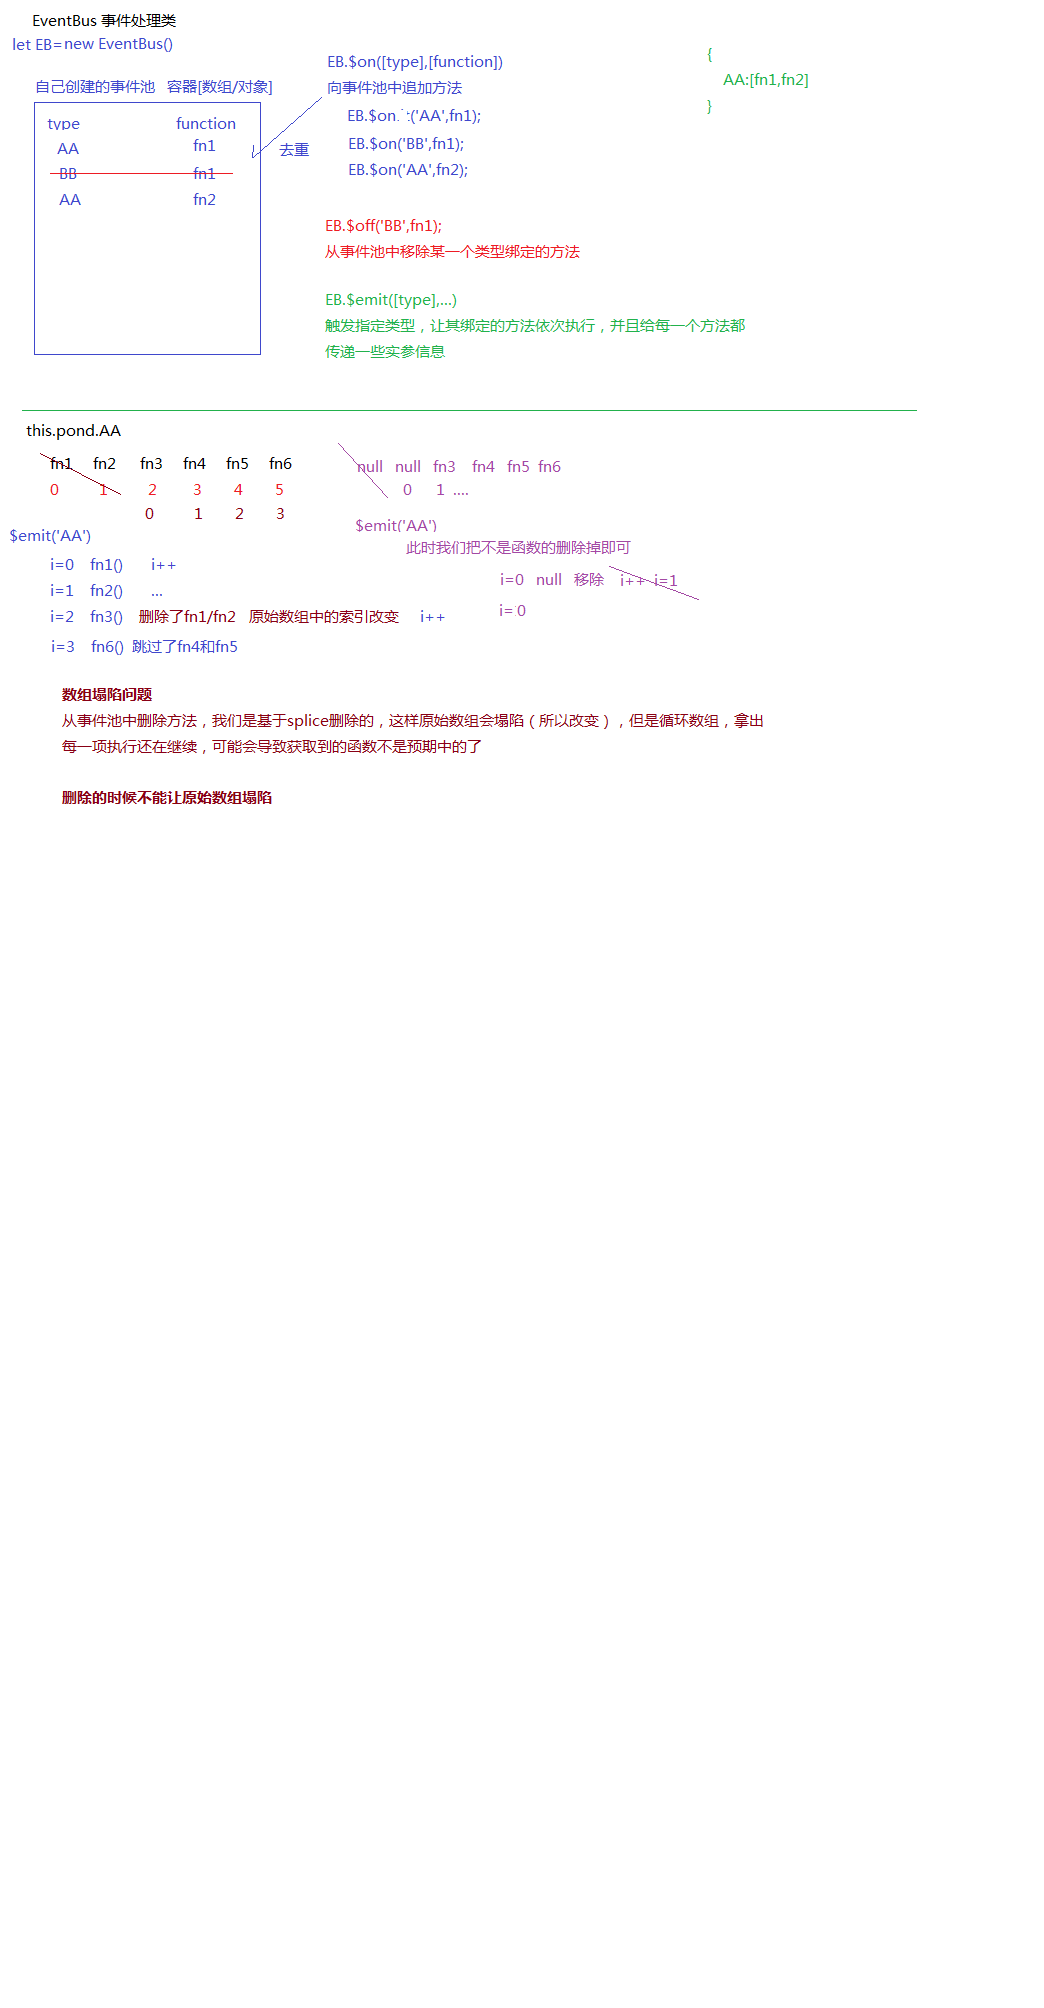 EventBus 事件处理类
let EB=new EventBus()
自己创建的事件池 容器[数组/对象]
type function
AA fn1
BB fn1
AA fn2
去重
EB.$on([type],[function])
向事件池中追加方法
EB.$on('AA',fn1);
EB.$on('BB',fn1);
EB.$on('AA',fn2);
{
AA:[fn1,fn2]
}
EB.$off('BB',fn1);
从事件池中移除某一个类型绑定的方法
EB.$emit([type],...)
触发指定类型，让其绑定的方法依次执行，并且给每一个方法都
传递一些实参信息
this.pond.AA
fn1 fn2 fn3 fn4 fn5 fn6
0 1 2 3 4 5
0 1 2 3
$emit('AA')
i=0 fn1() i++
i=1 fn2() ...
i=2 fn3() 删除了fn1/fn2 原始数组中的索引改变 i++
i=3 fn6() 跳过了fn4和fn5
null null fn3 fn4 fn5 fn6
0 1 ....
$emit('AA')
此时我们把不是函数的删除掉即可
i=0 null 移除 i++ i=1
i=0
数组塌陷问题
从事件池中删除方法，我们是基于splice删除的，这样原始数组会塌陷（所以改变），但是循环数组，拿出
每一项执行还在继续，可能会导致获取到的函数不是预期中的了
删除的时候不能让原始数组塌陷